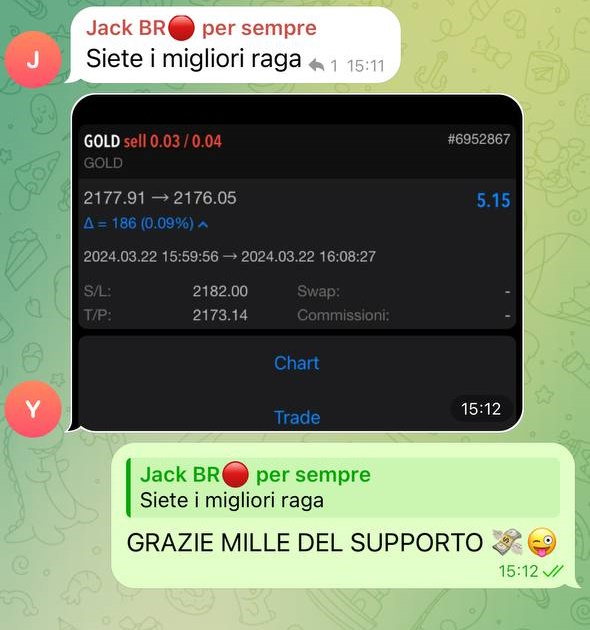 Jack BR🔴 per sempre
Siete i migliori raga 1 15:11
J
GOLD sell 0.03 / 0.04 #6952867
GOLD
2177.91 → 2176.05 5.15
Δ = 186 (0.09%)
2024.03.22 15:59:56 → 2024.03.22 16:08:27
S/L: 2182.00 Swap: -
T/P: 2173.14 Commissioni: -
Chart
Trade
15:12
Y
Jack BR🔴 per sempre
Siete i migliori raga
GRAZIE MILLE DEL SUPPORTO 💸😜
15:12